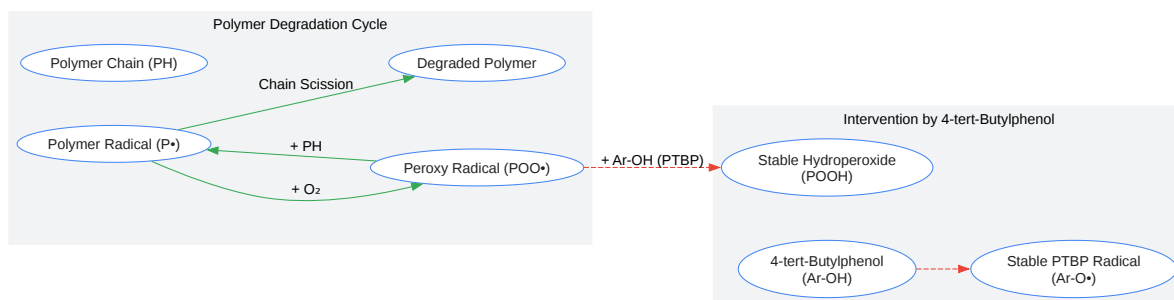 Polymer Degradation Cycle
Polymer Chain (PH)
Degraded Polymer
Chain Scission
Polymer Radical (P•)
+ PH
Peroxy Radical (POO•)
+ O₂
+ Ar-OH (PTBP)
Intervention by 4-tert-Butylphenol
Stable Hydroperoxide
(POOH)
4-tert-Butylphenol
(Ar-OH)
Stable PTBP Radical
(Ar-O•)